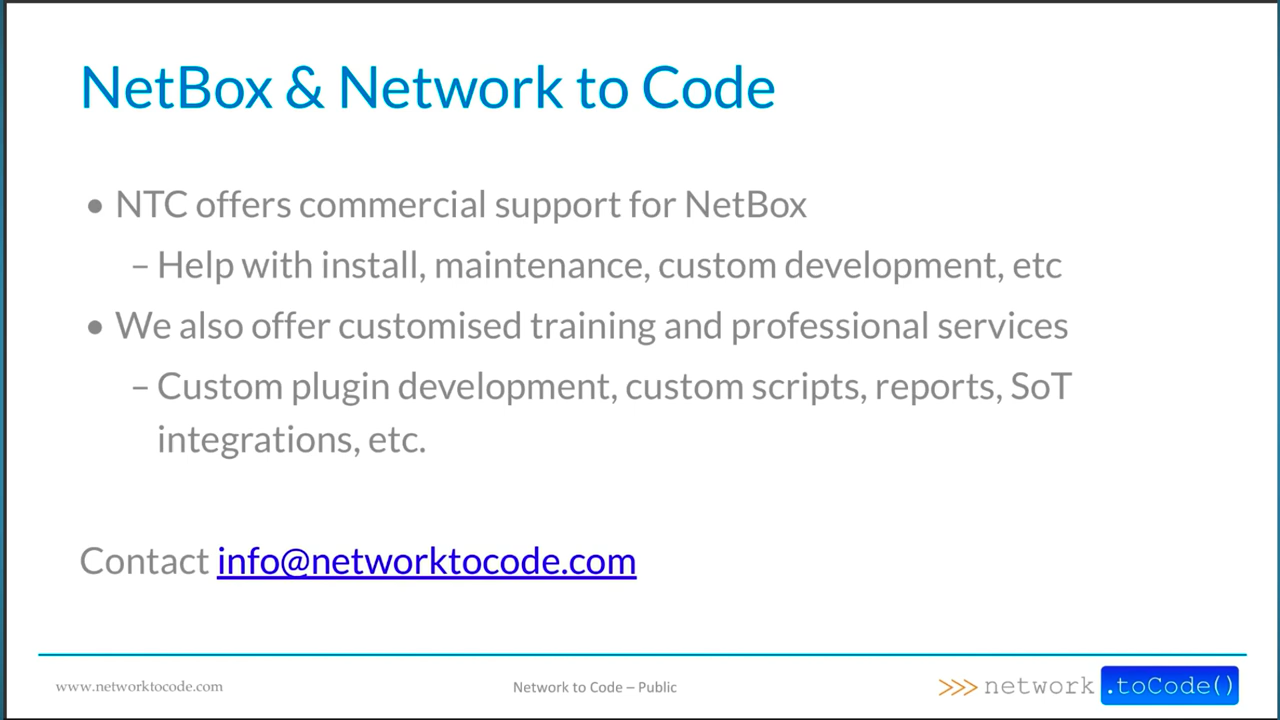 NetBox & Network to Code
• NTC offers commercial support for NetBox
– Help with install, maintenance, custom development, etc
• We also offer customised training and professional services
– Custom plugin development, custom scripts, reports, SoT
integrations, etc.
Contact info@networktocode.com
www.networktocode.com
Network to Code – Public
>>> network .toCode()